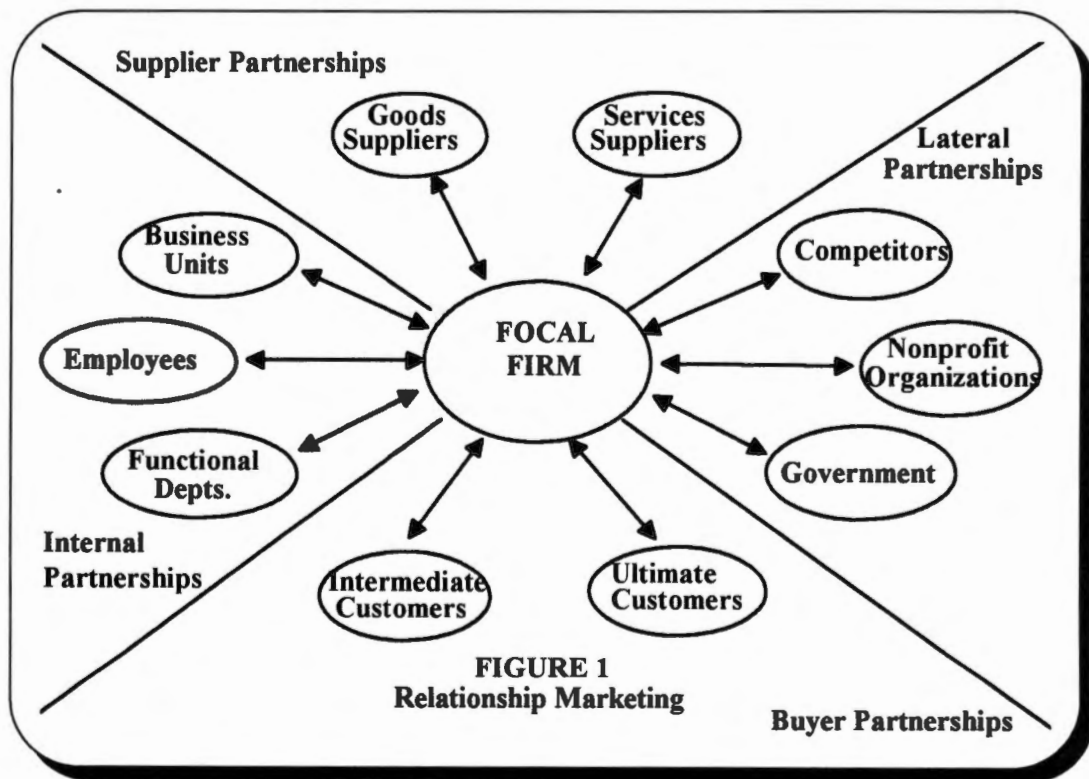 Supplier Partnerships
Goods
Suppliers
Services
Suppliers
Lateral
Partnerships
Business
Units
Competitors
FOCAL
FIRM
Employees
Nonprofit
Organizations
Functional
Depts.
Government
Internal
Partnerships
Intermediate
Customers
Ultimate
Customers
FIGURE 1
Relationship Marketing
Buyer Partnerships